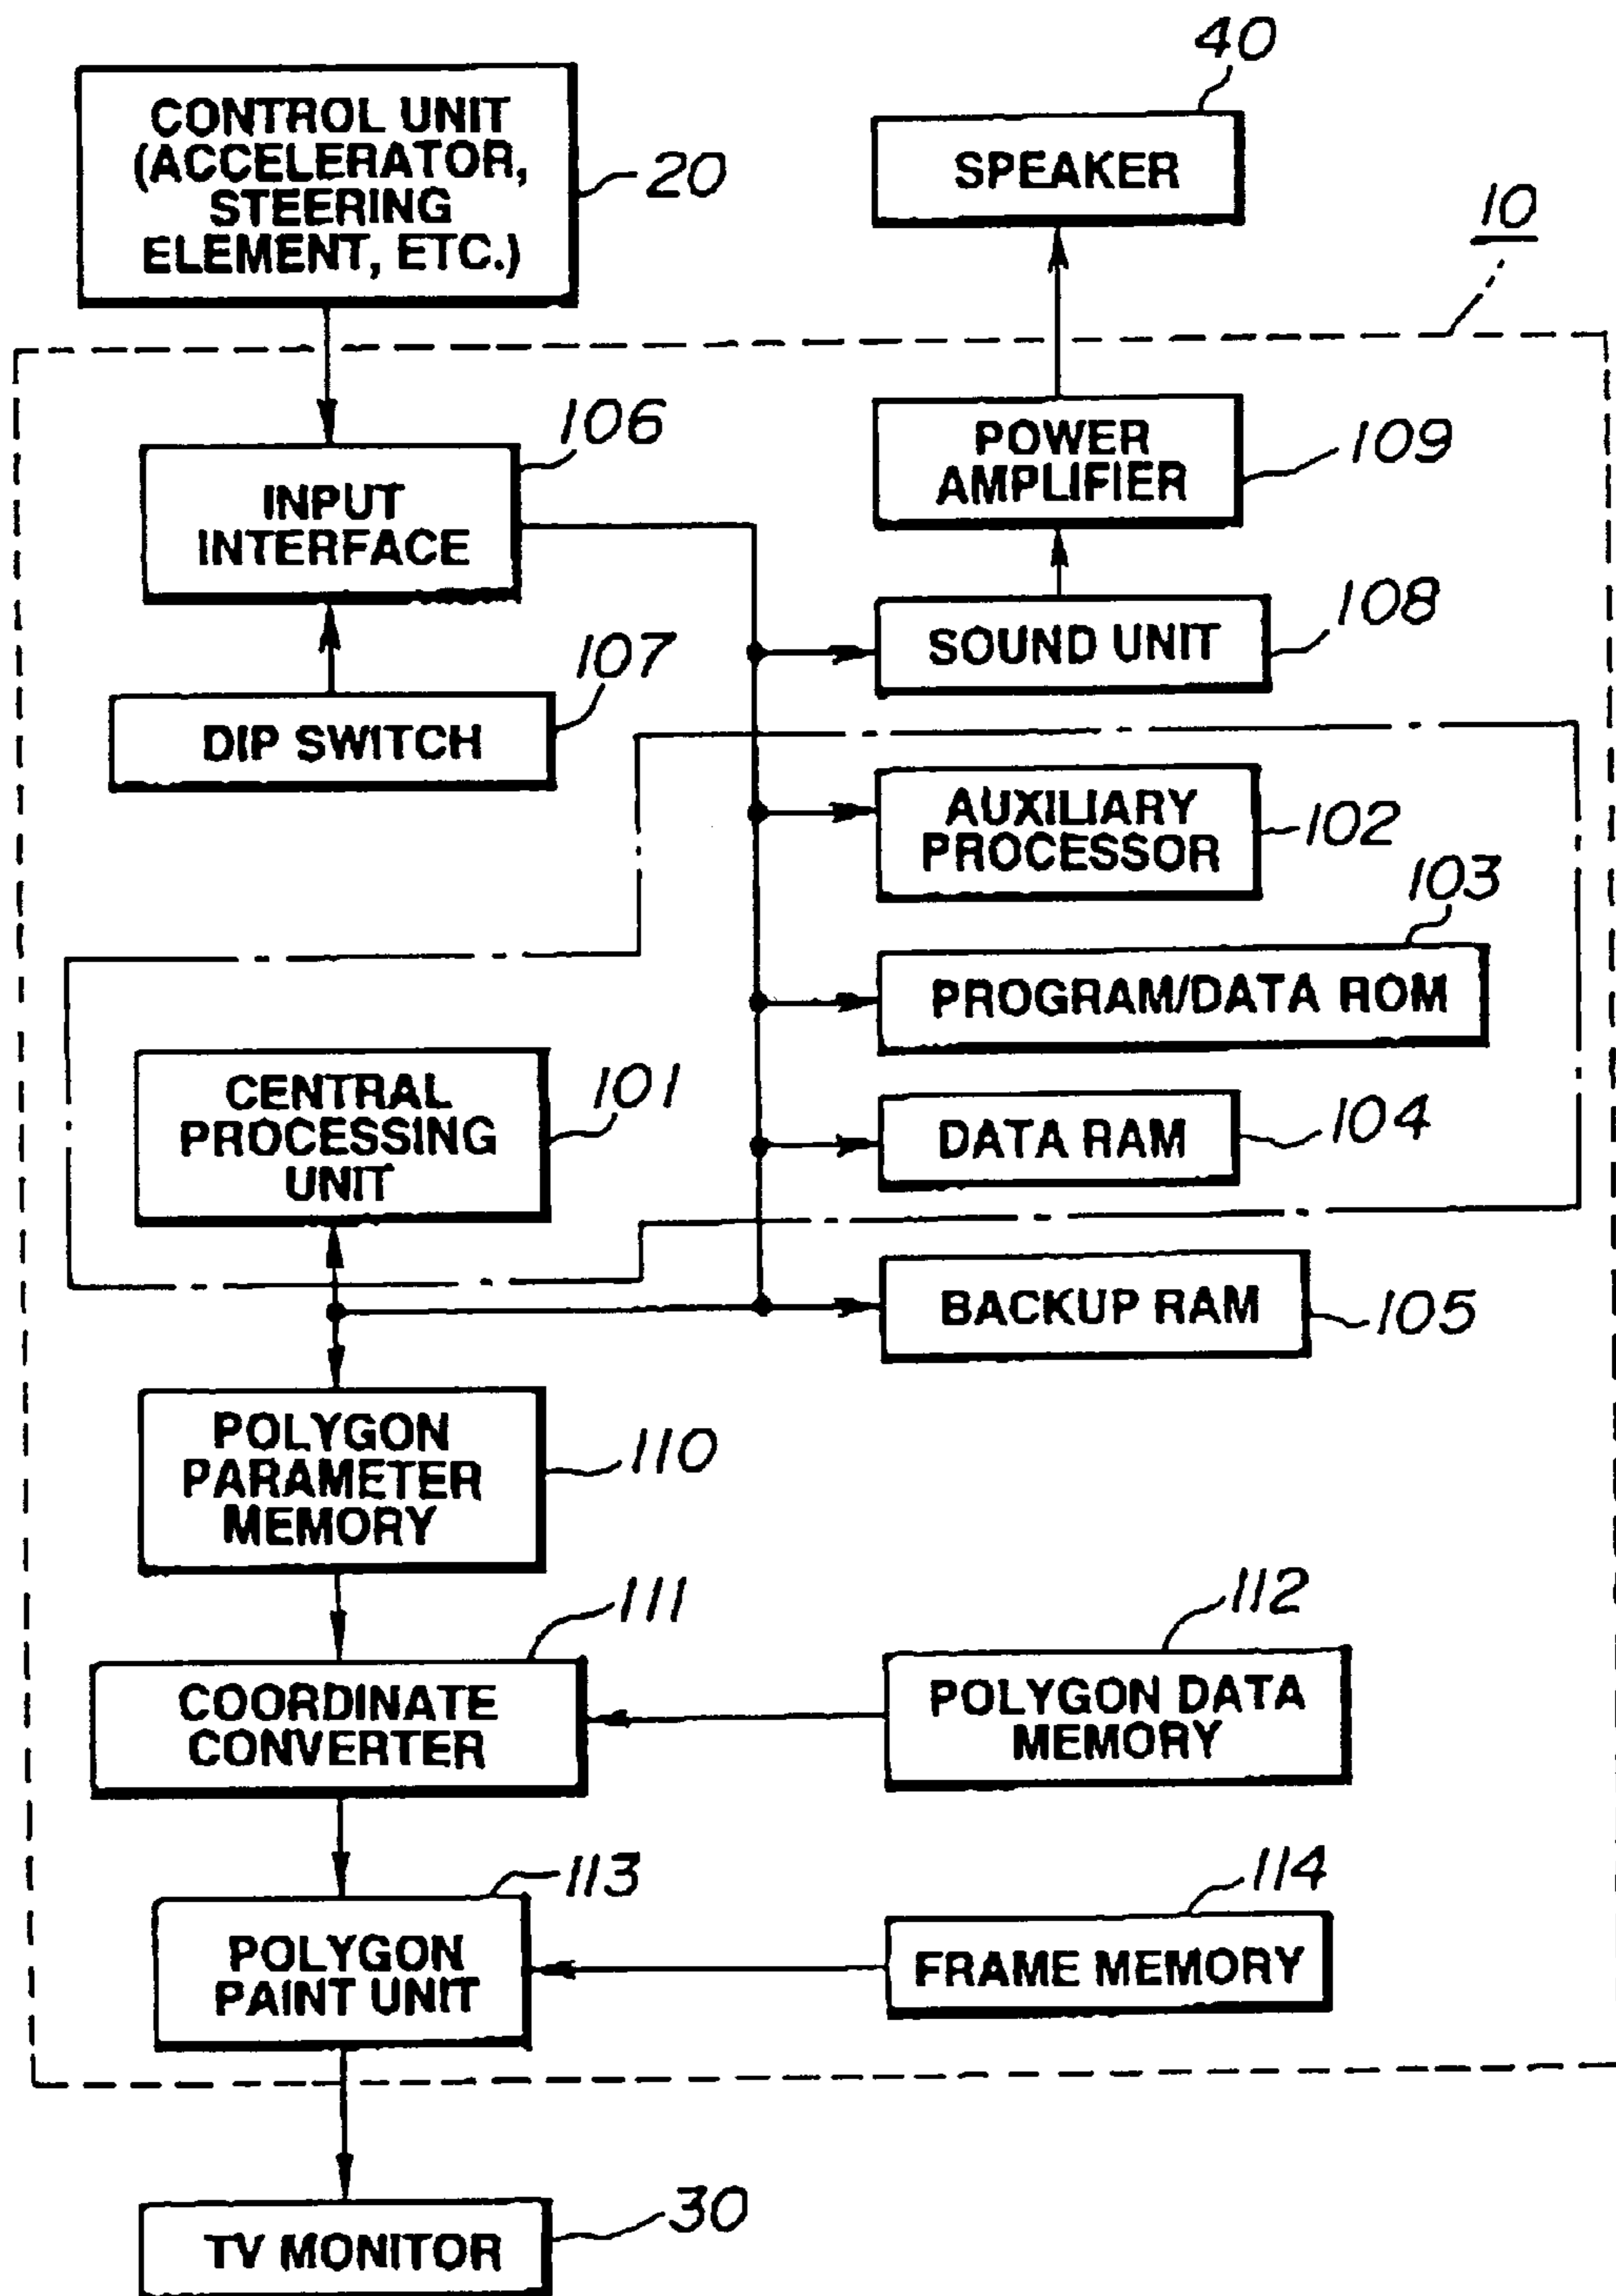 40
CONTROL UNIT
(ACCELERATOR,
STEERING
ELEMENT, ETC.)
20
SPEAKER
10
106
INPUT
INTERFACE
POWER
AMPLIFIER
109
107
DIP SWITCH
SOUND UNIT
108
AUXILIARY
PROCESSOR
102
103
PROGRAM/DATA ROM
CENTRAL
PROCESSING
UNIT
101
DATA RAM
104
BACKUP RAM
105
POLYGON
PARAMETER
MEMORY
110
111
COORDINATE
CONVERTER
112
POLYGON DATA
MEMORY
113
POLYGON
PAINT UNIT
114
FRAME MEMORY
30
TV MONITOR